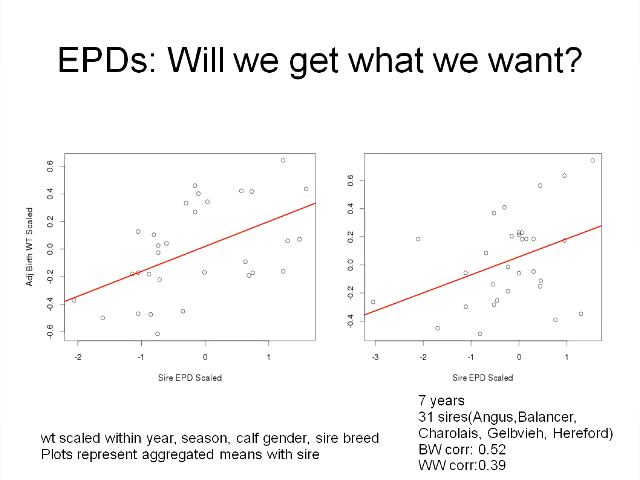 EPDs: Will we get what we want?
Adj Birth WT Scaled
0.6
0.4
0.2
0.0
-0.2
-0.4
-0.6
-2
-1
0
1
Sire EPD Scaled
0.6
0.4
0.2
0.0
-0.2
-0.4
-3
-2
-1
0
1
Sire EPD Scaled
wt scaled within year, season, calf gender, sire breed
Plots represent aggregated means with sire
7 years
31 sires(Angus,Balancer,
Charolais, Gelbvieh, Hereford)
BW corr: 0.52
WW corr:0.39